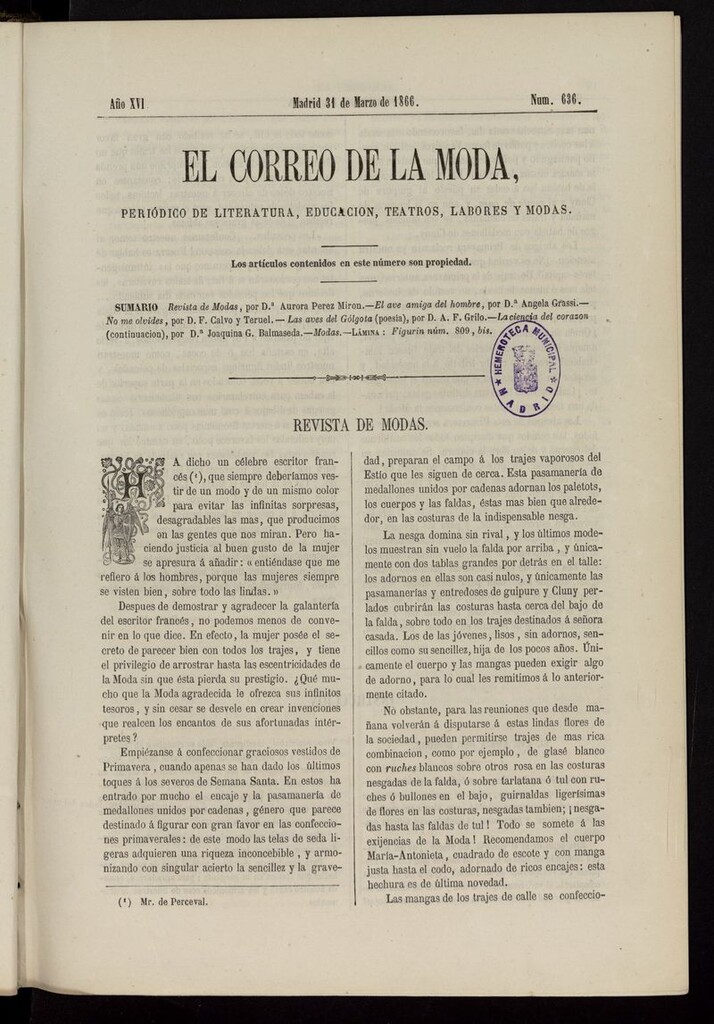 Año XVI Madrid 31 de Marzo de 1866. Num. 636.
EL CORREO DE LA MODA,
PERIÓDICO DE LITERATURA, EDUCACION, TEATROS, LABORES Y MODAS.
Los artículos contenidos en este número son propiedad.
SUMARIO Revista de Modas, por D.ª Aurora Perez Miron.—El ave amiga del hombre, por D.ª Angela Grassi.—
No me olvides, por D. F. Calvo y Teruel.—Las aves del Gólgota (poesía), por D. A. F. Grilo.—La ciencia del corazon
(continuacion), por D.ª Joaquina G. Balmaseda.—Modas.—LÁMINA: Figurin núm. 809, bis.
HEMEROTECA MUNICIPAL
MADRID
REVISTA DE MODAS.
HA dicho un célebre escritor fran-
cés (¹), que siempre deberíamos ves-
tir de un modo y de un mismo color
para evitar las infinitas sorpresas,
desagradables las mas, que producimos
en las gentes que nos miran. Pero ha-
ciendo justicia al buen gusto de la mujer
se apresura á añadir: «entiéndase que me
refiero á los hombres, porque las mujeres siempre
se visten bien, sobre todo las lindas.»
Despues de demostrar y agradecer la galantería
del escritor francés, no podemos menos de conve-
nir en lo que dice. En efecto, la mujer posée el se-
creto de parecer bien con todos los trajes, y tiene
el privilegio de arrostrar hasta las escentricidades de
la Moda sin que ésta pierda su prestigio. ¿Qué mu-
cho que la Moda agradecida le ofrezca sus infinitos
tesoros, y sin cesar se desvele en crear invenciones
que realcen los encantos de sus afortunadas intér-
pretes?
Empiézanse á confeccionar graciosos vestidos de
Primavera, cuando apenas se han dado los últimos
toques á los severos de Semana Santa. En estos ha
entrado por mucho el encaje y la pasamanería de
medallones unidos por cadenas, género que parece
destinado á figurar con gran favor en las confeccio-
nes primaverales: de este modo las telas de seda li-
geras adquieren una riqueza inconcebible, y armo-
nizando con singular acierto la sencillez y la grave-
(¹) Mr. de Perceval.
dad, preparan el campo á los trajes vaporosos del
Estío que les siguen de cerca. Esta pasamanería de
medallones unidos por cadenas adornan los paletots,
los cuerpos y las faldas, éstas mas bien que alrede-
dor, en las costuras de la indispensable nesga.
La nesga domina sin rival, y los últimos mode-
los muestran sin vuelo la falda por arriba, y única-
mente con dos tablas grandes por detrás en el talle:
los adornos en ellas son casi nulos, y únicamente las
pasamanerías y entredoses de guipure y Cluny per-
lados cubrirán las costuras hasta cerca del bajo de
la falda, sobre todo en los trajes destinados á señora
casada. Los de las jóvenes, lisos, sin adornos, sen-
cillos como su sencillez, hija de los pocos años. Úni-
camente el cuerpo y las mangas pueden exigir algo
de adorno, para lo cual les remitimos á lo anterior-
mente citado.
No obstante, para las reuniones que desde ma-
ñana volverán á disputarse á estas lindas flores de
la sociedad, pueden permitirse trajes de mas rica
combinacion, como por ejemplo, de glasé blanco
con ruches blancos sobre otros rosa en las costuras
nesgadas de la falda, ó sobre tarlatana ó tul con ru-
ches ó bullones en el bajo, guirnaldas ligerísimas
de flores en las costuras, nesgadas tambien; ¡nesga-
das hasta las faldas de tul! Todo se somete á las
exijencias de la Moda! Recomendamos el cuerpo
María-Antonieta, cuadrado de escote y con manga
justa hasta el codo, adornado de ricos encajes: esta
hechura es de última novedad.
Las mangas de los trajes de calle se confeccio-